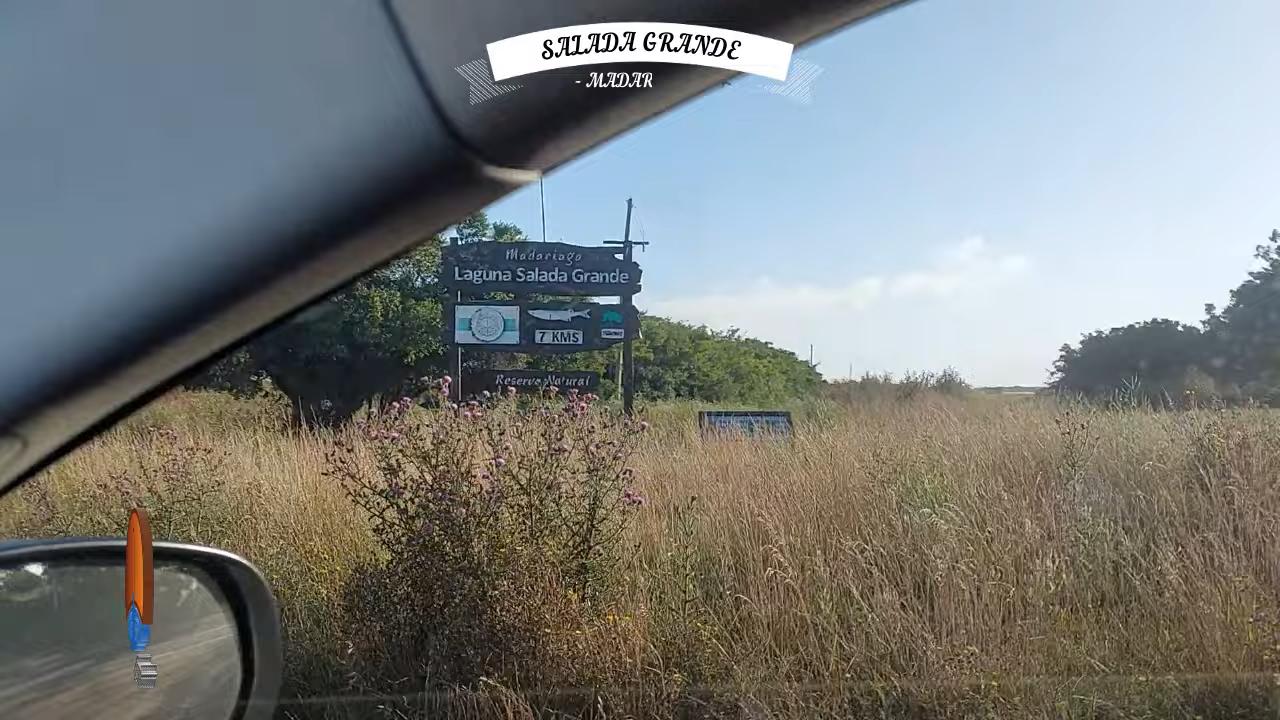 SALADA GRANDE
- MADAR
Madariaga
Laguna Salada Grande
7 KMS
Reserva Natural